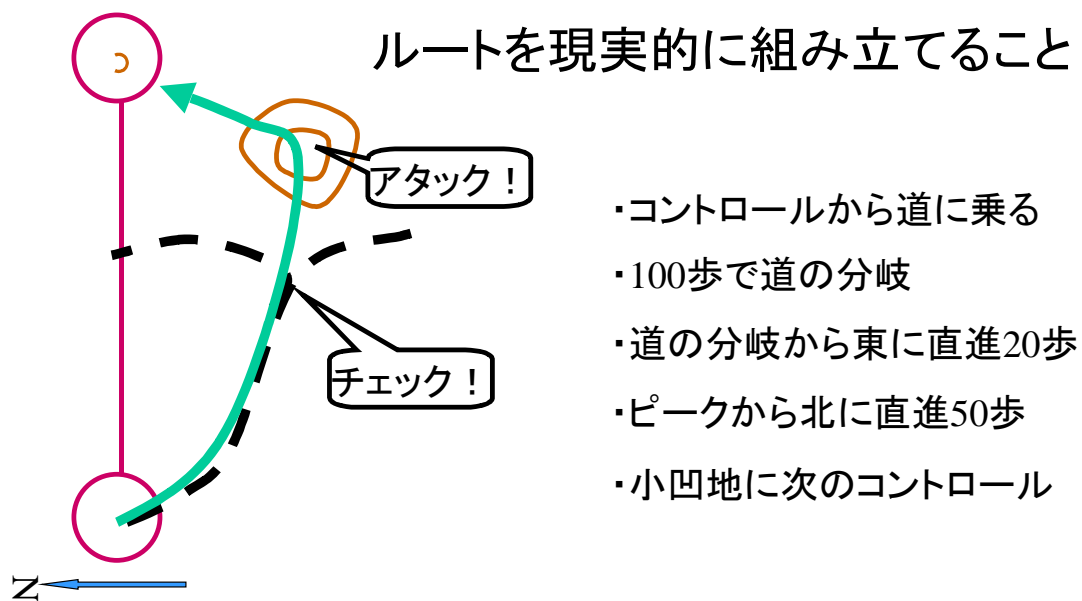 ルートを現実的に組み立てること
アタック！
チェック！
・コントロールから道に乗る
・100歩で道の分岐
・道の分岐から東に直進20歩
・ピークから北に直進50歩
・小凹地に次のコントロール
N